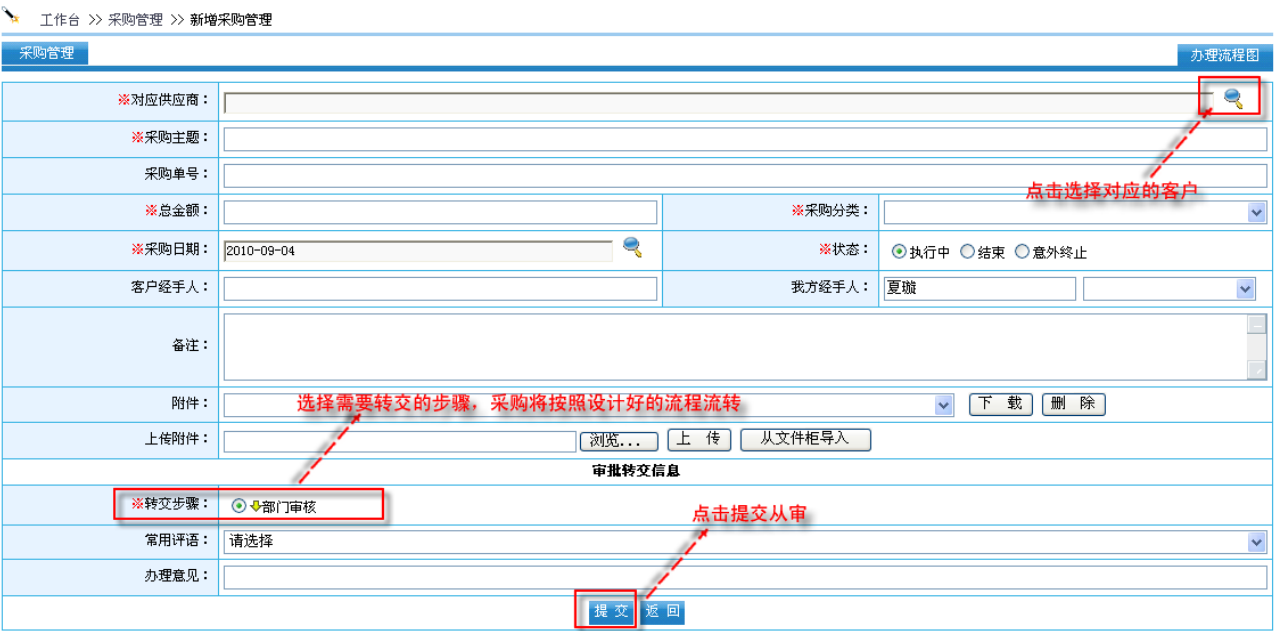 工作台 >> 采购管理 >> 新增采购管理
采购管理
办理流程图
※对应供应商：
※采购主题：
采购单号：
点击选择对应的客户
※总金额：
※采购分类：
※采购日期：
2010-09-04
※状态：
执行中
结束
意外终止
客户经手人：
我方经手人：
夏璇
备注：
附件：
选择需要转交的步骤，采购将按照设计好的流程流转
下 载
删 除
上传附件：
浏览...
上 传
从文件柜导入
审批转交信息
※转交步骤：
部门审核
点击提交从审
常用评语：
请选择
办理意见：
提 交
返 回